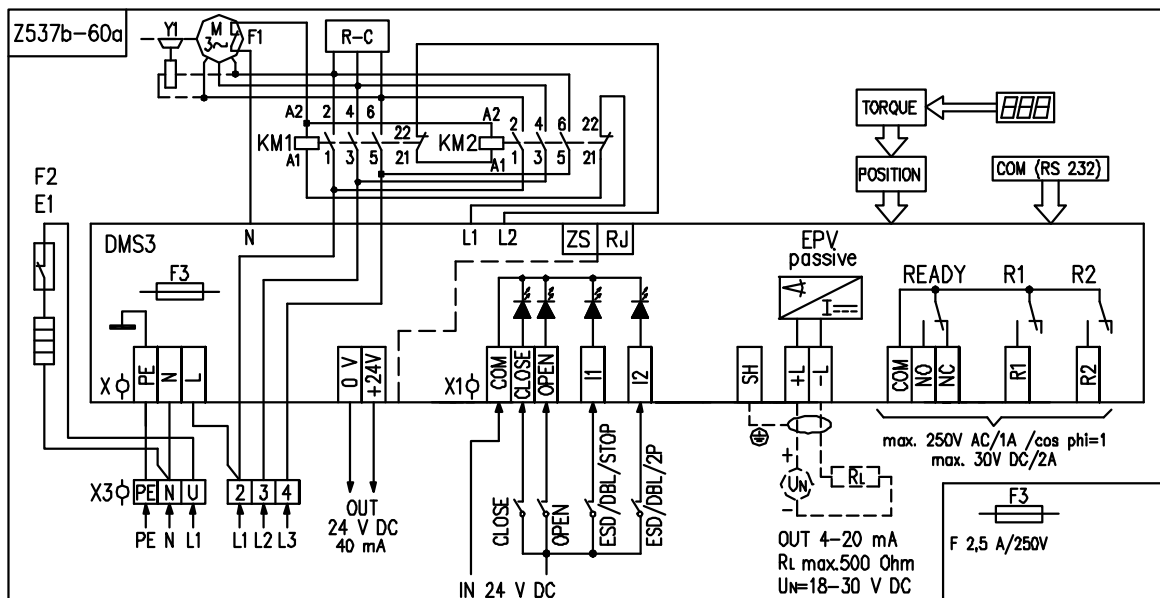 Z537b-60a
Y1
M
3~
F1
R-C
A2
2
4
6
KM1
22
A1
1
3
5
21
A2
2
4
6
22
KM2
A1
1
3
5
21
TORQUE
888
POSITION
COM (RS 232)
F2
E1
DMS3
N
L1
L2
ZS
RJ
EPV
passive
READY
R1
R2
F3
I
X
PE
N
L
0 V
+24V
X1
COM
CLOSE
OPEN
I1
I2
SH
+L
-L
COM
NO
NC
R1
R2
max. 250V AC/1A /cos phi=1
max. 30V DC/2A
X3
PE
N
U
2
3
4
PE N L1
L1 L2 L3
OUT
24 V DC
40 mA
CLOSE
OPEN
ESD/DBL/STOP
ESD/DBL/2P
IN 24 V DC
+
UN
-
RL
OUT 4-20 mA
RL max.500 Ohm
UN=18-30 V DC
F3
F 2,5 A/250V